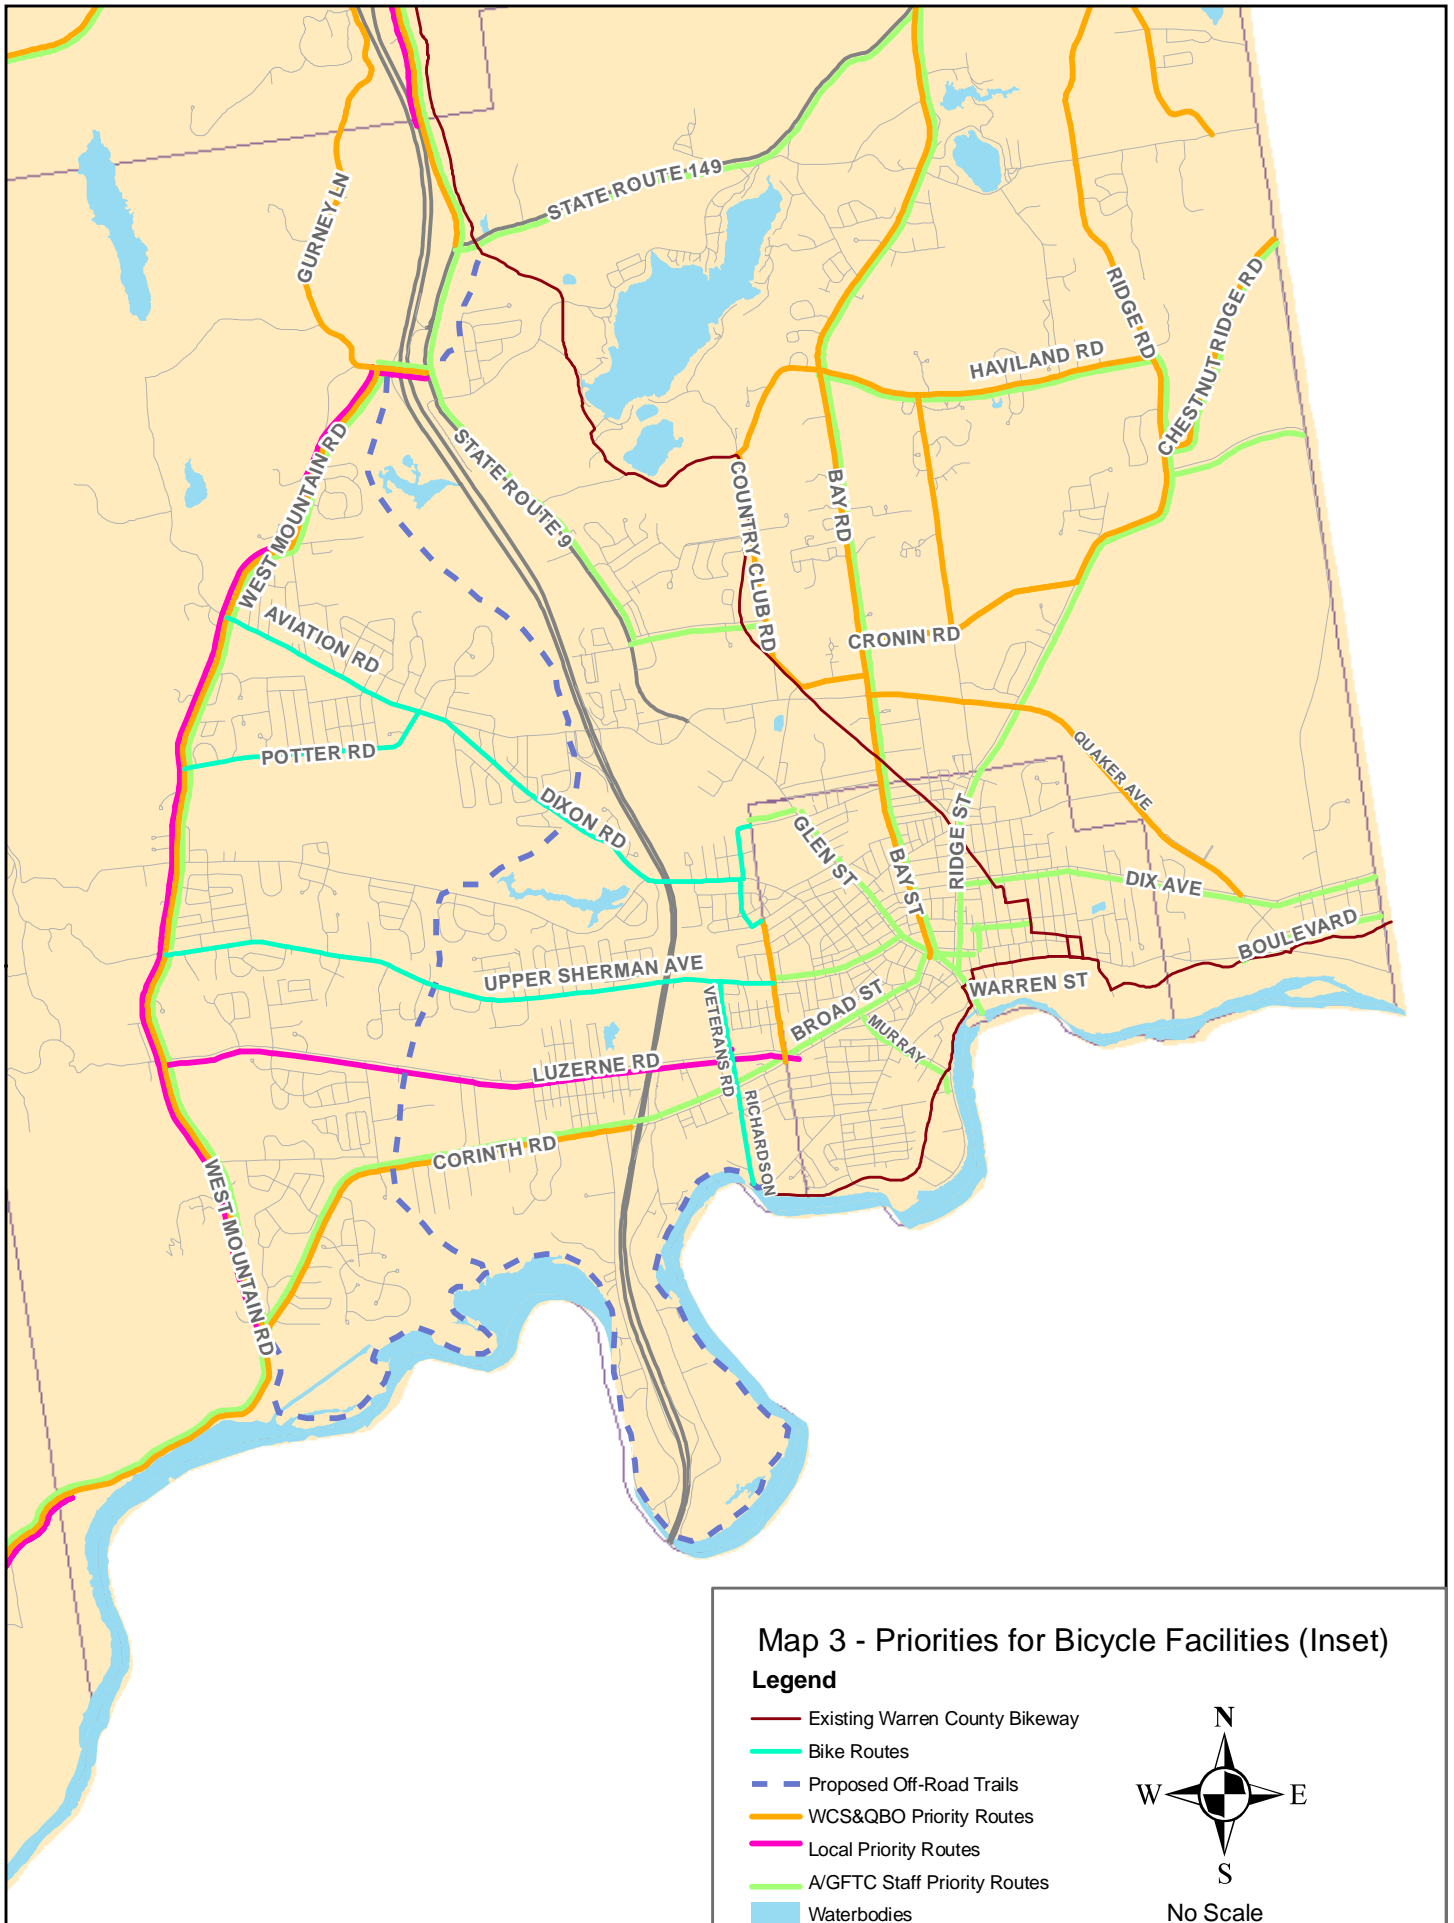 GURNEY LN
STATE ROUTE 149
RIDGE RD
CHESTNUT RIDGE RD
HAVILAND RD
WEST MOUNTAIN RD
STATE ROUTE 9
COUNTRY CLUB RD
BAY RD
AVIATION RD
CRONIN RD
POTTER RD
QUAKER AVE
DIXON RD
GLEN ST
BAY ST
RIDGE ST
DIX AVE
BOULEVARD
UPPER SHERMAN AVE
VETERANS RD
BROAD ST
WARREN ST
MURRAY
LUZERNE RD
RICHARDSON
CORINTH RD
WEST MOUNTAIN RD
Map 3 - Priorities for Bicycle Facilities (Inset)
Legend
Existing Warren County Bikeway
Bike Routes
Proposed Off-Road Trails
WCS&QBO Priority Routes
Local Priority Routes
A/GFTC Staff Priority Routes
Waterbodies
N
W
E
S
No Scale